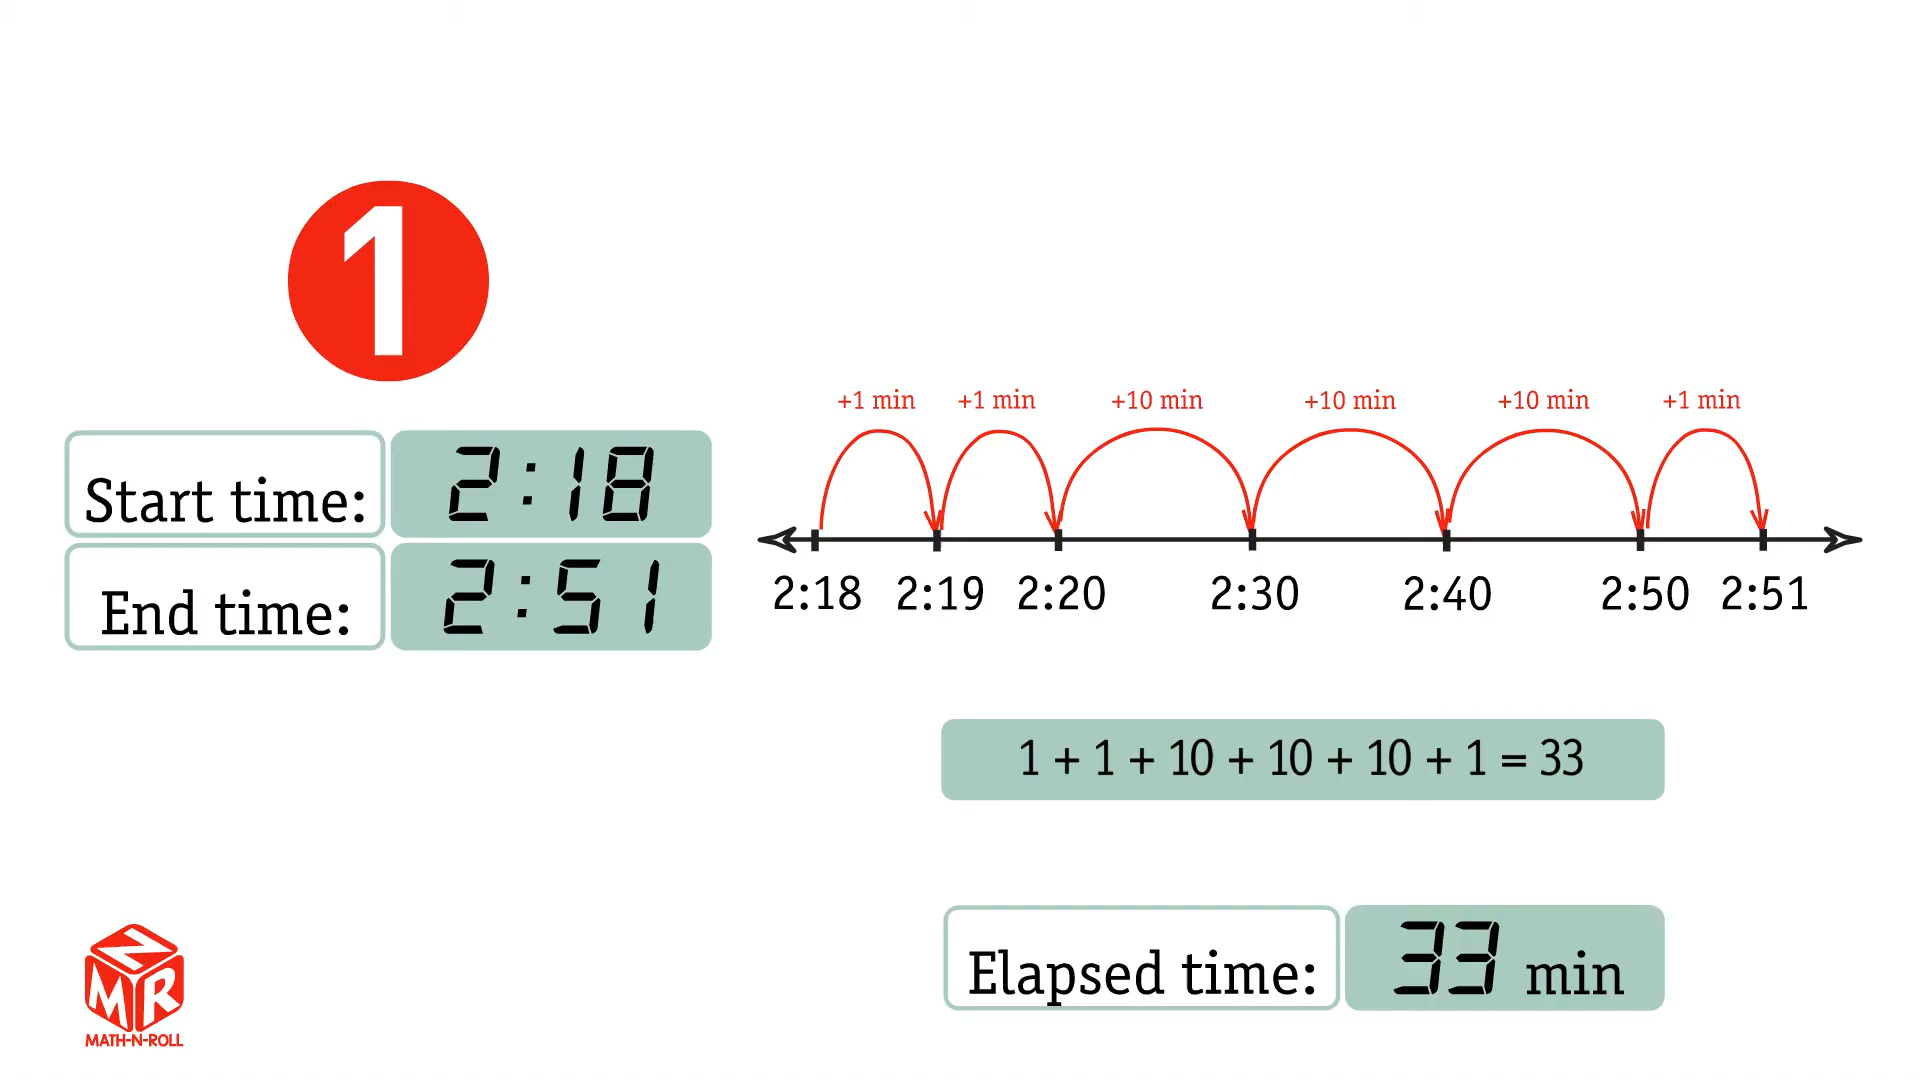 1
Start time: 2:18
End time: 2:51
+1 min +1 min +10 min +10 min +10 min +1 min
2:18 2:19 2:20 2:30 2:40 2:50 2:51
1 + 1 + 10 + 10 + 10 + 1 = 33
Elapsed time: 33 min
N
M R
MATH-N-ROLL